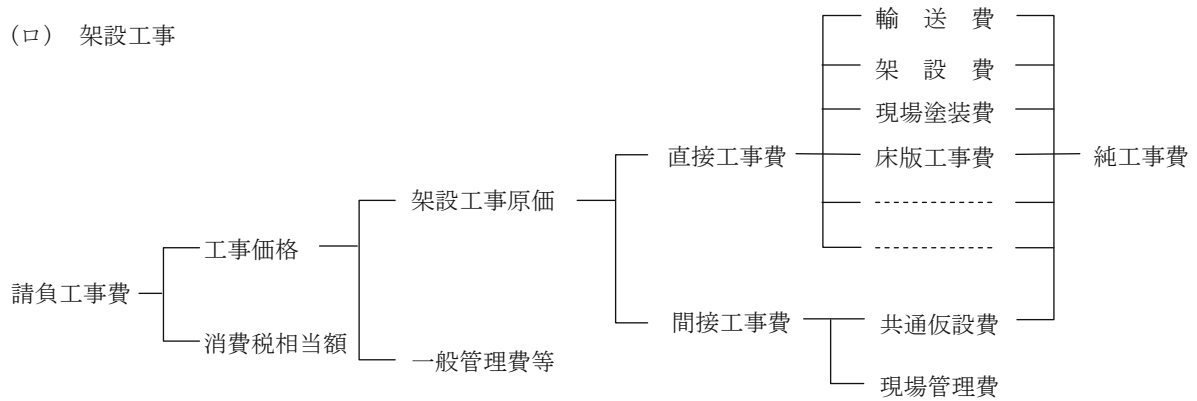 （ロ） 架設工事
輸 送 費
架 設 費
現場塗装費
直接工事費
床版工事費
純工事費
架設工事原価
-------------
工事価格
-------------
請負工事費
間接工事費
共通仮設費
消費税相当額
一般管理費等
現場管理費